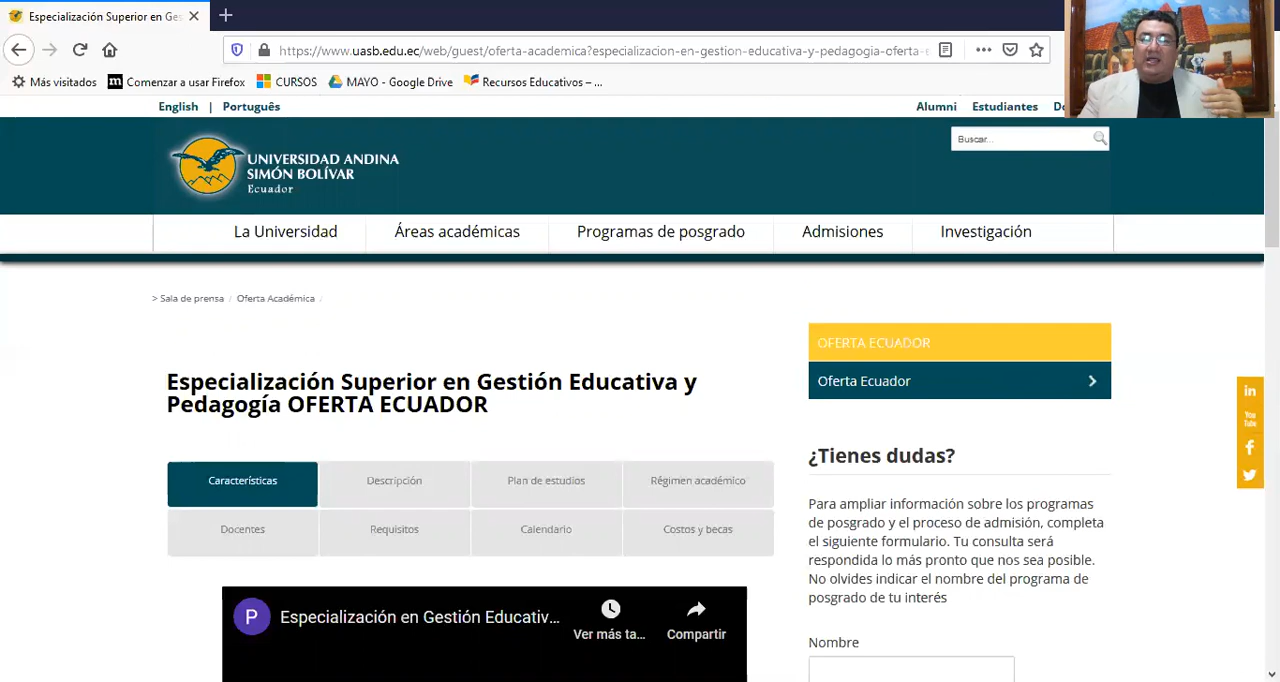 Especialización Superior en Ges
https://www.uasb.edu.ec/web/guest/oferta-academica?especializacion-en-gestion-educativa-y-pedagogia-oferta-e
Más visitados
Comenzar a usar Firefox
CURSOS
MAYO - Google Drive
Recursos Educativos – ...
English | Português
Alumni
Estudiantes
UNIVERSIDAD ANDINA
SIMÓN BOLÍVAR
Ecuador
Buscar...
La Universidad
Áreas académicas
Programas de posgrado
Admisiones
Investigación
> Sala de prensa / Oferta Académica /
Especialización Superior en Gestión Educativa y
Pedagogía OFERTA ECUADOR
Características
Descripción
Plan de estudios
Régimen académico
Docentes
Requisitos
Calendario
Costos y becas
P
Especialización en Gestión Educativ...
Ver más ta...
Compartir
OFERTA ECUADOR
Oferta Ecuador
¿Tienes dudas?
Para ampliar información sobre los programas
de posgrado y el proceso de admisión, completa
el siguiente formulario. Tu consulta será
respondida lo más pronto que nos sea posible.
No olvides indicar el nombre del programa de
posgrado de tu interés
Nombre
in
You
Tube